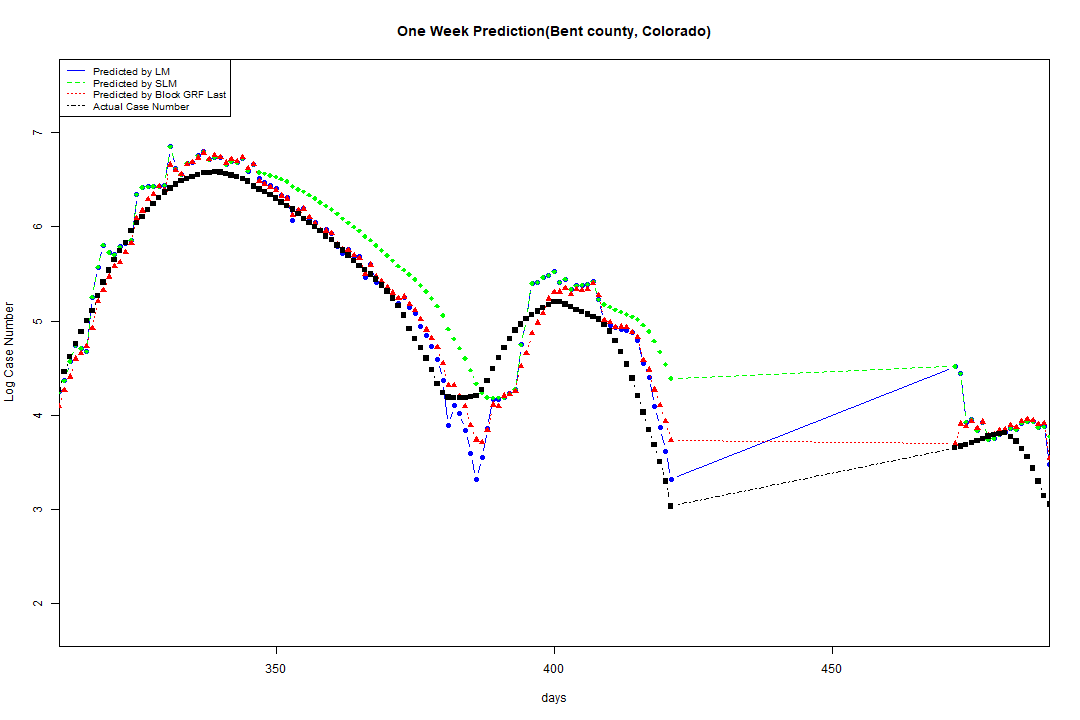 One Week Prediction(Bent county, Colorado)
Predicted by LM
Predicted by SLM
Predicted by Block GRF Last
Actual Case Number
Log Case Number
7
6
5
4
3
2
350
400
450
days